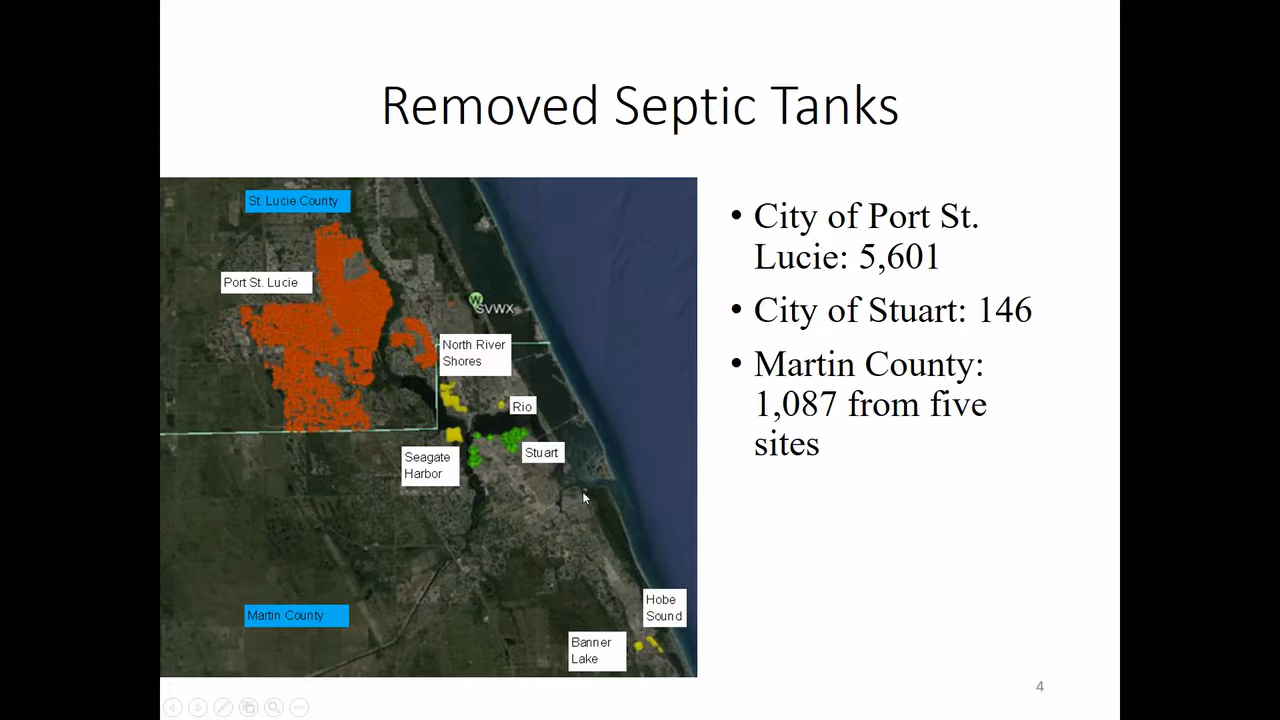 Removed Septic Tanks
St. Lucie County
Port St. Lucie
W
SVWX
North River
Shores
Rio
Seagate
Harbor
Stuart
Martin County
Hobe
Sound
Banner
Lake
• City of Port St.
Lucie: 5,601
• City of Stuart: 146
• Martin County:
1,087 from five
sites
4